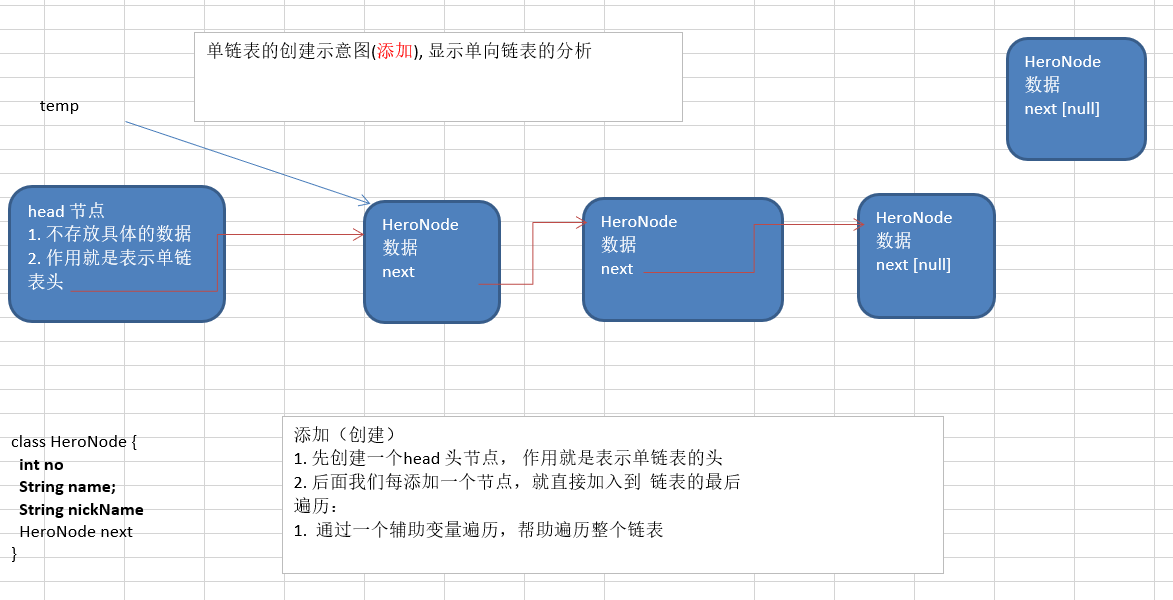 单链表的创建示意图(添加), 显示单向链表的分析
HeroNode
数据
next [null]
temp
head 节点
1. 不存放具体的数据
2. 作用就是表示单链
表头
HeroNode
数据
next
HeroNode
数据
next
HeroNode
数据
next [null]
class HeroNode {
int no
String name;
String nickName
HeroNode next
}
添加（创建）
1. 先创建一个head 头节点， 作用就是表示单链表的头
2. 后面我们每添加一个节点，就直接加入到 链表的最后
遍历：
1. 通过一个辅助变量遍历，帮助遍历整个链表